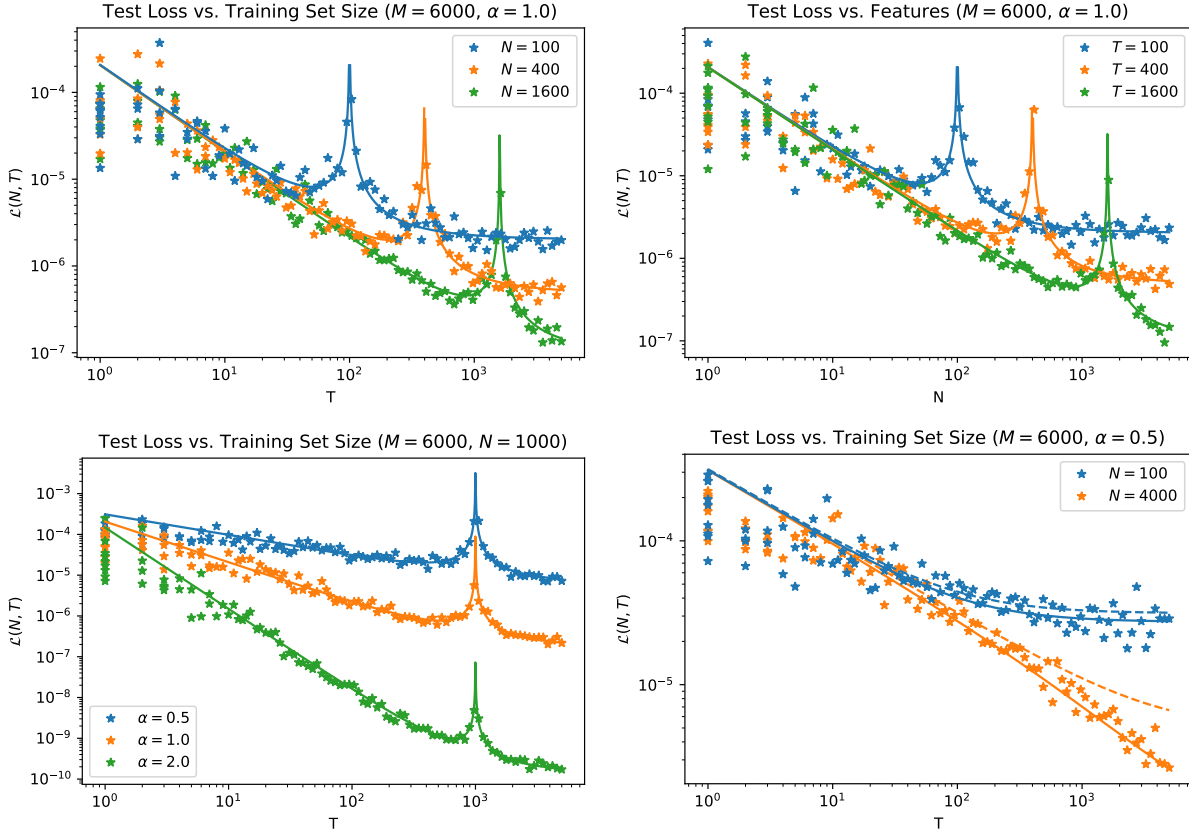 Test Loss vs. Training Set Size (M = 6000, α = 1.0)
N = 100
N = 400
N = 1600
10⁻⁴
10⁻⁵
10⁻⁶
10⁻⁷
ℒ(N, T)
10⁰ 10¹ 10² 10³
T
Test Loss vs. Features (M = 6000, α = 1.0)
T = 100
T = 400
T = 1600
10⁻⁴
10⁻⁵
10⁻⁶
10⁻⁷
ℒ(N, T)
10⁰ 10¹ 10² 10³
N
Test Loss vs. Training Set Size (M = 6000, N = 1000)
10⁻³
10⁻⁴
10⁻⁵
10⁻⁶
10⁻⁷
10⁻⁸
10⁻⁹
10⁻¹⁰
ℒ(N, T)
α = 0.5
α = 1.0
α = 2.0
10⁰ 10¹ 10² 10³
T
Test Loss vs. Training Set Size (M = 6000, α = 0.5)
N = 100
N = 4000
10⁻⁴
10⁻⁵
ℒ(N, T)
10⁰ 10¹ 10² 10³
T